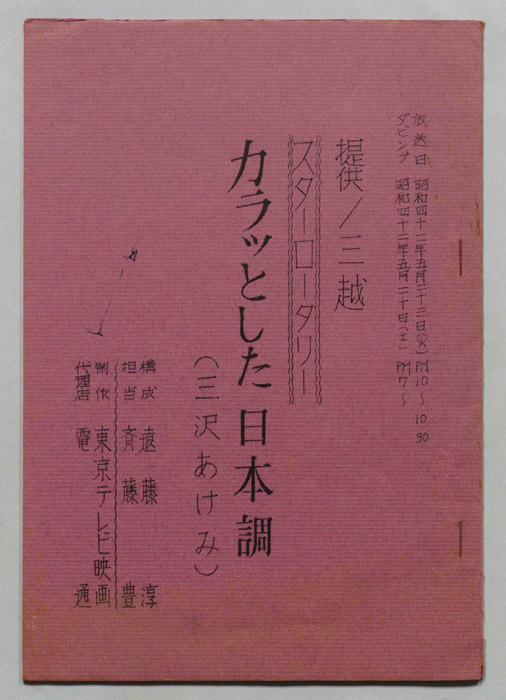 放送日 昭和四十二年五月二十三日(火)PM10〜10.30
ダビング 昭和四十二年五月二十日(土)PM7〜
提供/三越
スターロータリー
カラッとした日本調
(三沢あけみ)
構成 遠藤 淳
担当 斉藤 豊
制作 東京テレビ映画
代理店 電通